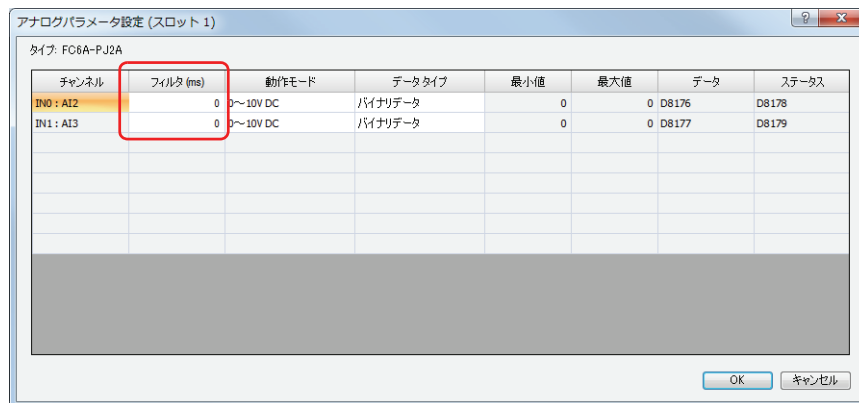 アナログパラメータ設定 (スロット 1)
タイプ: FC6A-PJ2A
チャンネル フィルタ (ms) 動作モード データ タイプ 最小値 最大値 データ ステータス
IN0 : AI2 0 0～10V DC バイナリデータ 0 0 D8176 D8178
IN1 : AI3 0 0～10V DC バイナリデータ 0 0 D8177 D8179
OK キャンセル